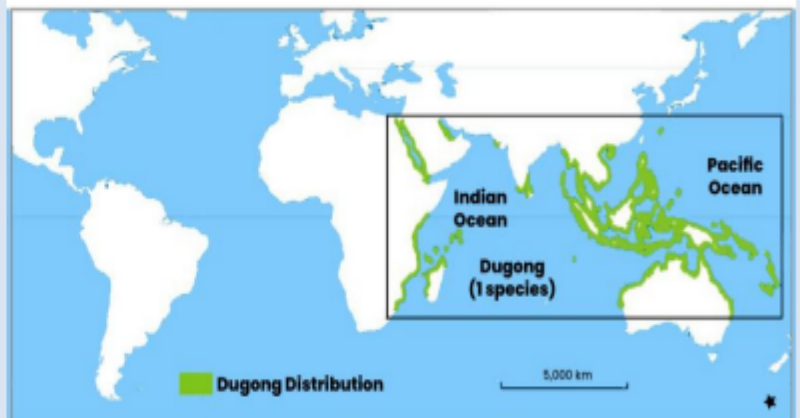 Pacific
Ocean
Indian
Ocean
Dugong
(1 species)
5,000 km
Dugong Distribution